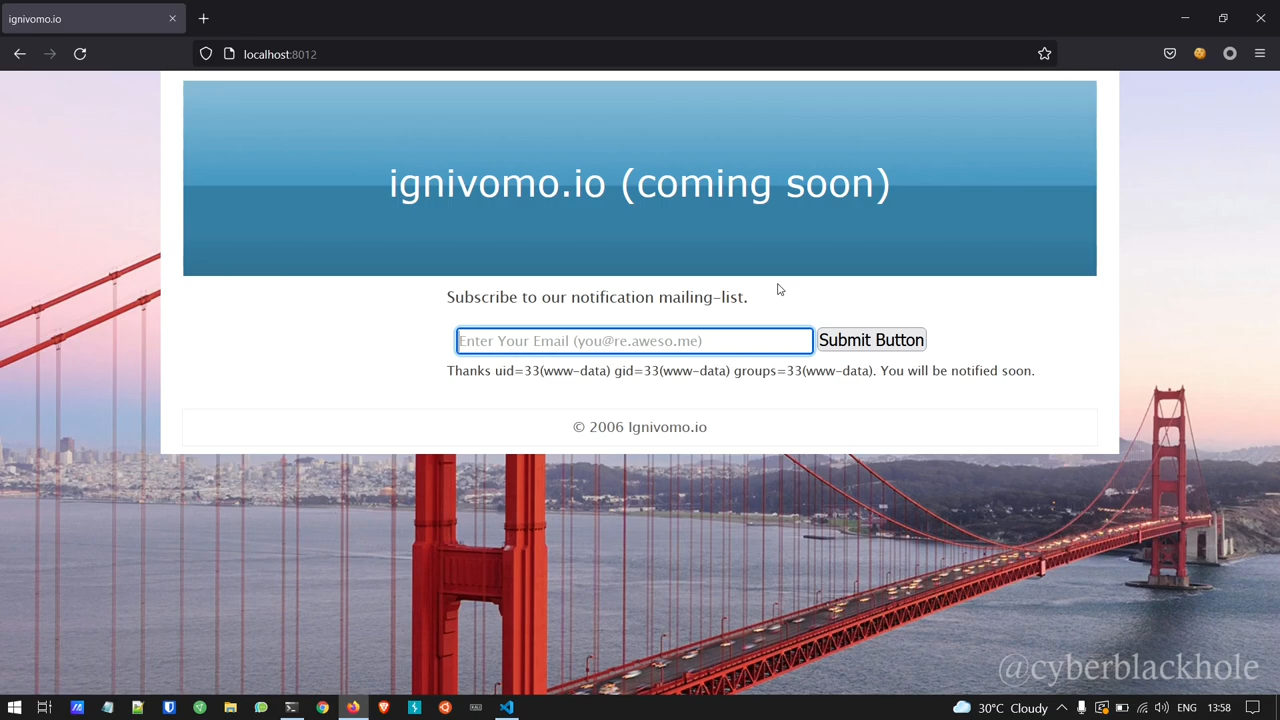 ignivomo.io
localhost:8012
ignivomo.io (coming soon)
Subscribe to our notification mailing-list.
Enter Your Email (you@re.aweso.me)
Submit Button
Thanks uid=33(www-data) gid=33(www-data) groups=33(www-data). You will be notified soon.
© 2006 Ignivomo.io
@cyberblackhole
30°C Cloudy
ENG
13:58